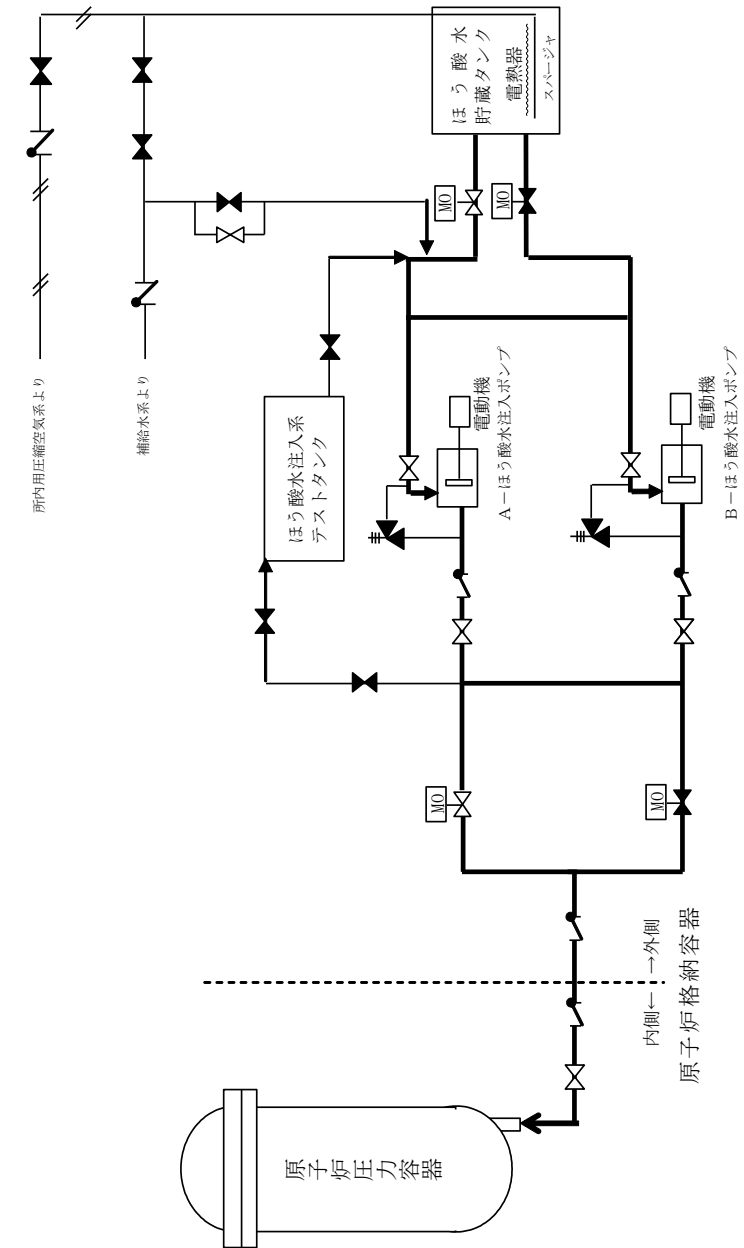 所内用圧縮空気系より
補給水系より
ほう酸水
貯蔵タンク
電熱器
スパージャ
MO
MO
ほう酸水注入系
テストタンク
電動機
A－ほう酸水注入ポンプ
電動機
B－ほう酸水注入ポンプ
MO
MO
内側← →外側
原子炉格納容器
原子炉圧力容器